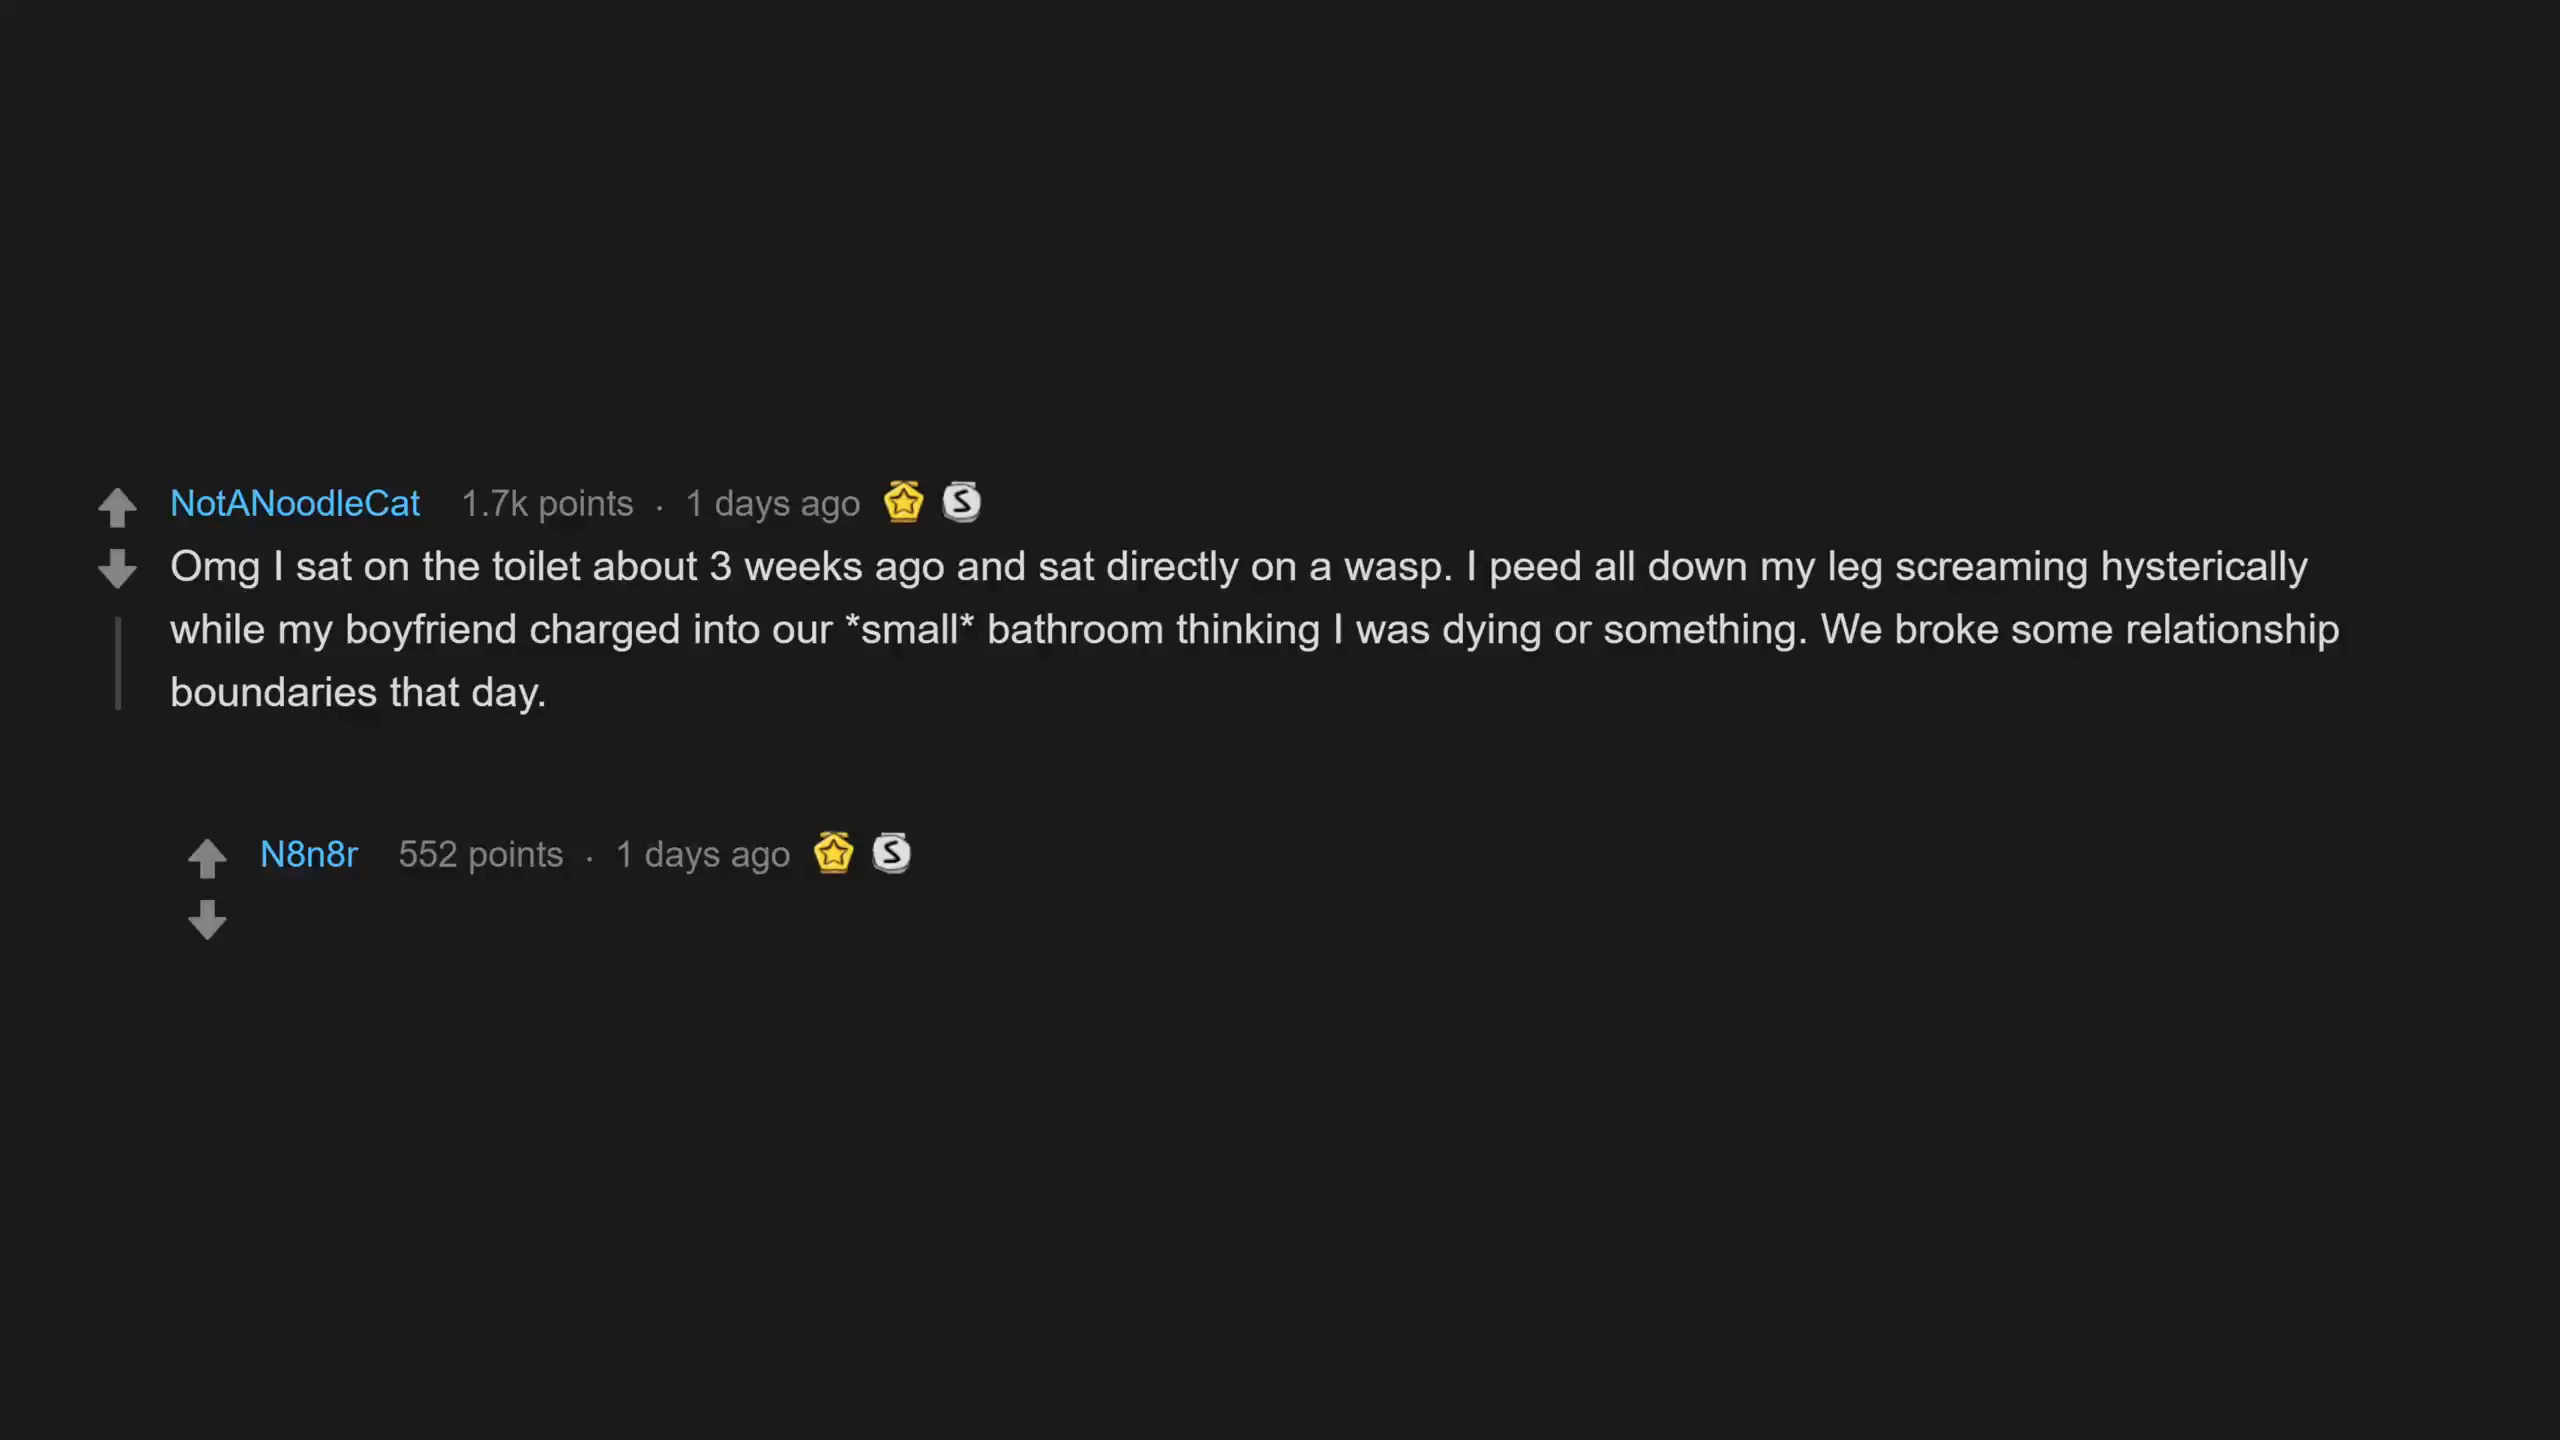 NotANoodleCat 1.7k points · 1 days ago S
Omg I sat on the toilet about 3 weeks ago and sat directly on a wasp. I peed all down my leg screaming hysterically
while my boyfriend charged into our *small* bathroom thinking I was dying or something. We broke some relationship
boundaries that day.
N8n8r 552 points · 1 days ago S